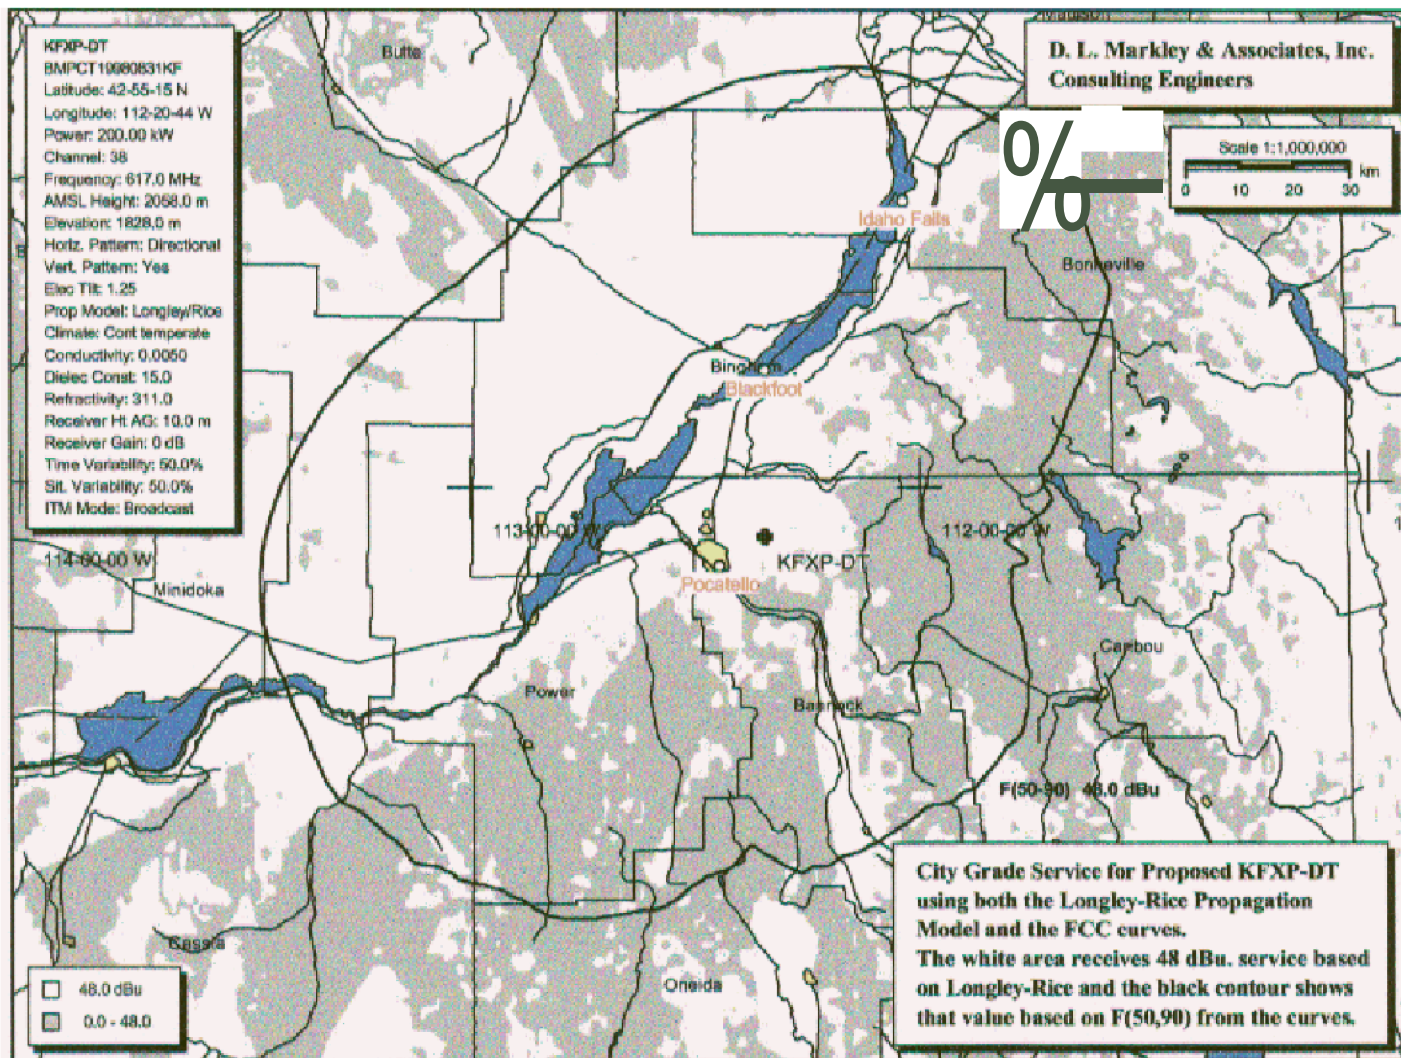 KFXP-DT
BMPCT19980831KF
Latitude: 42-55-15 N
Longitude: 112-20-44 W
Power: 200.00 kW
Channel: 38
Frequency: 617.0 MHz
AMSL Height: 2058.0 m
Elevation: 1828.0 m
Horiz. Pattern: Directional
Vert. Pattern: Yes
Elec Tilt: 1.25
Prop Model: Longley/Rice
Climate: Cont temperate
Conductivity: 0.0050
Dielec Const: 15.0
Refractivity: 311.0
Receiver Ht AG: 10.0 m
Receiver Gain: 0 dB
Time Variability: 50.0%
Sit. Variability: 50.0%
ITM Mode: Broadcast
D. L. Markley & Associates, Inc.
Consulting Engineers
%
Scale 1:1,000,000
km
0 10 20 30
Butte
Madison
Idaho Falls
Bonneville
Bingham
Blackfoot
113-00-00 W
112-00-00 W
114-00-00 W
KFXP-DT
Pocatello
Minidoka
Caribou
Power
Bannock
F(50-90) 48.0 dBu
Cassia
Oneida
City Grade Service for Proposed KFXP-DT
using both the Longley-Rice Propagation
Model and the FCC curves.
The white area receives 48 dBu. service based
on Longley-Rice and the black contour shows
that value based on F(50,90) from the curves.
48.0 dBu
0.0 - 48.0